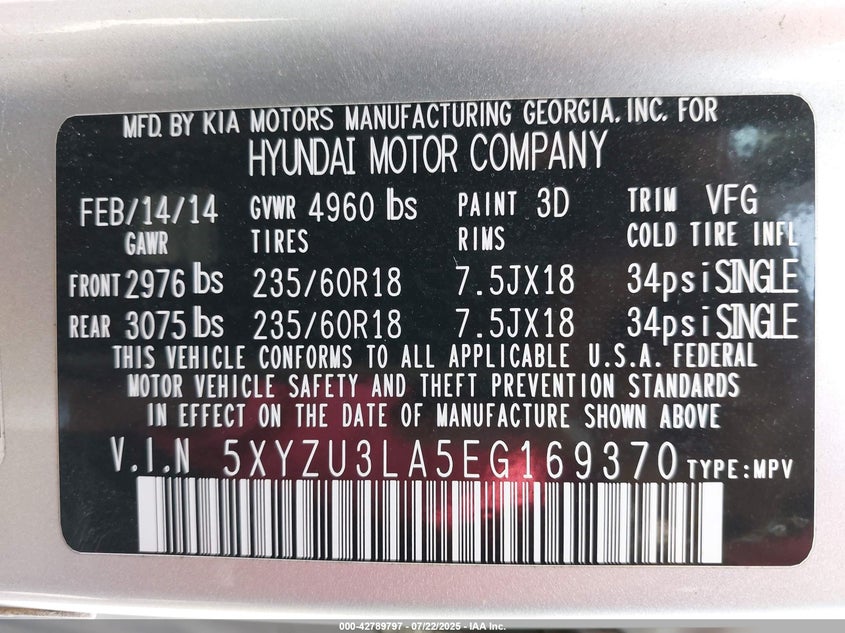 MFD. BY KIA MOTORS MANUFACTURING GEORGIA, INC. FOR
HYUNDAI MOTOR COMPANY
FEB/14/14 GVWR 4960 lbs PAINT 3D TRIM VFG
GAWR TIRES RIMS COLD TIRE INFL
FRONT 2976 lbs 235/60R18 7.5JX18 34psi SINGLE
REAR 3075 lbs 235/60R18 7.5JX18 34psi SINGLE
THIS VEHICLE CONFORMS TO ALL APPLICABLE U.S.A. FEDERAL
MOTOR VEHICLE SAFETY AND THEFT PREVENTION STANDARDS
IN EFFECT ON THE DATE OF MANUFACTURE SHOWN ABOVE
V.I.N 5XYZU3LA5EG169370 TYPE:MPV
000-42789797 - 07/22/2025 - IAA Inc.